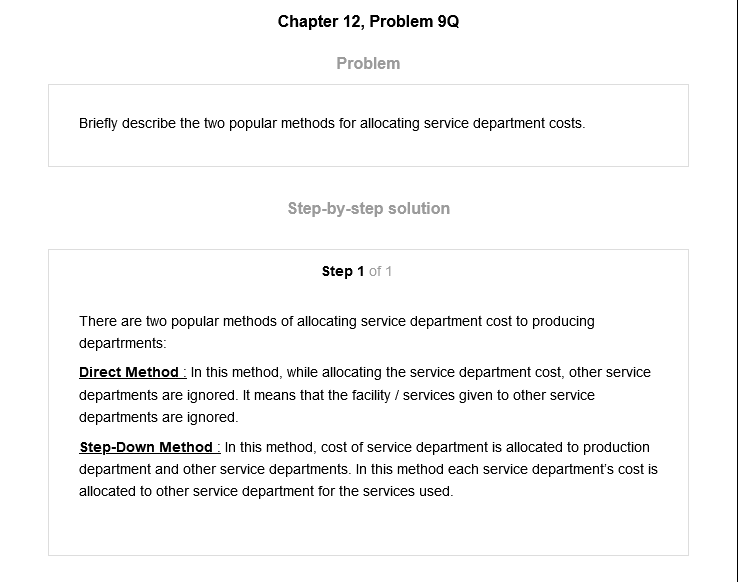 Chapter 12, Problem 9Q
Problem
Briefly describe the two popular methods for allocating service department costs.
Step-by-step solution
Step 1 of 1
There are two popular methods of allocating service department cost to producing
departrments:
Direct Method : In this method, while allocating the service department cost, other service
departments are ignored. It means that the facility / services given to other service
departments are ignored.
Step-Down Method : In this method, cost of service department is allocated to production
department and other service departments. In this method each service department's cost is
allocated to other service department for the services used.